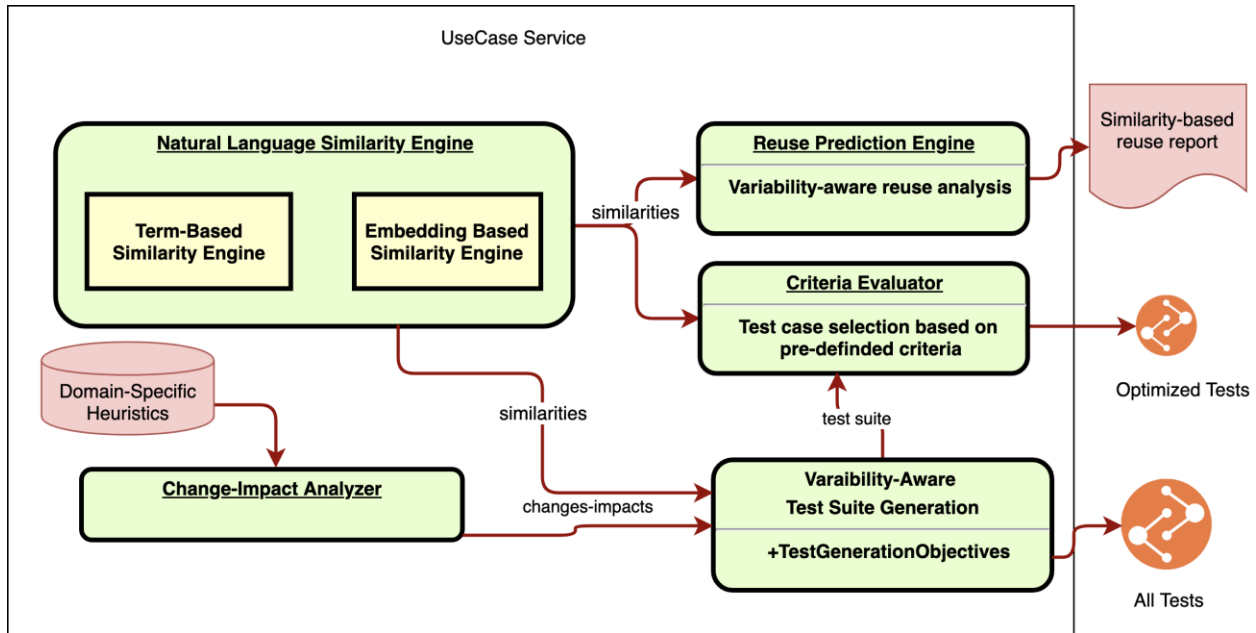 UseCase Service
Natural Language Similarity Engine
Term-Based
Similarity Engine
Embedding Based
Similarity Engine
similarities
Reuse Prediction Engine
Variability-aware reuse analysis
Similarity-based
reuse report
Criteria Evaluator
Test case selection based on
pre-definded criteria
Optimized Tests
Domain-Specific
Heuristics
similarities
test suite
Change-Impact Analyzer
changes-impacts
Varaibility-Aware
Test Suite Generation
+TestGenerationObjectives
All Tests